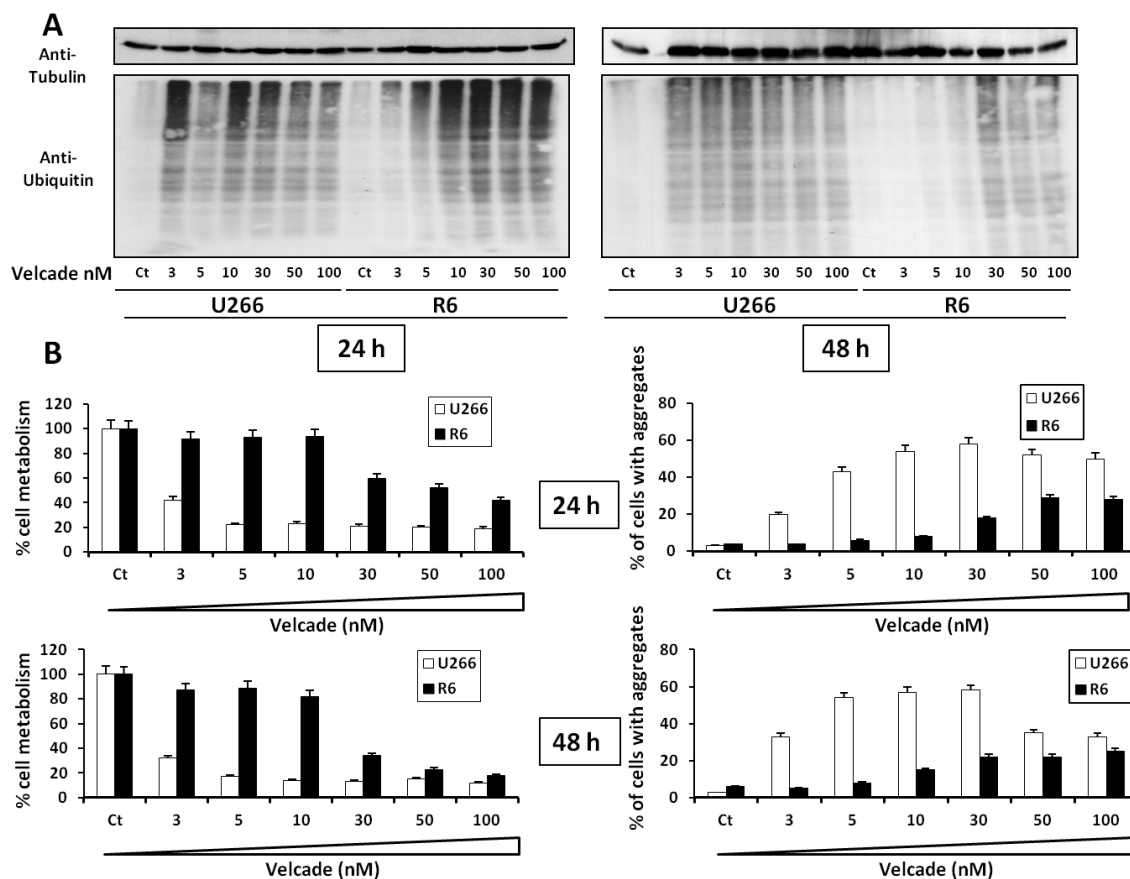 A
Anti-
Tubulin
Anti-
Ubiquitin
Velcade nM Ct 3 5 10 30 50 100 Ct 3 5 10 30 50 100
U266 R6
Ct 3 5 10 30 50 100 Ct 3 5 10 30 50 100
U266 R6
24 h
48 h
B
% cell metabolism
120
100
80
60
40
20
0
U266
R6
Ct 3 5 10 30 50 100
Velcade (nM)
24 h
% of cells with aggregates
80
60
40
20
0
U266
R6
Ct 3 5 10 30 50 100
Velcade (nM)
% cell metabolism
120
100
80
60
40
20
0
U266
R6
Ct 3 5 10 30 50 100
Velcade (nM)
48 h
% of cells with aggregates
80
60
40
20
0
U266
R6
Ct 3 5 10 30 50 100
Velcade (nM)